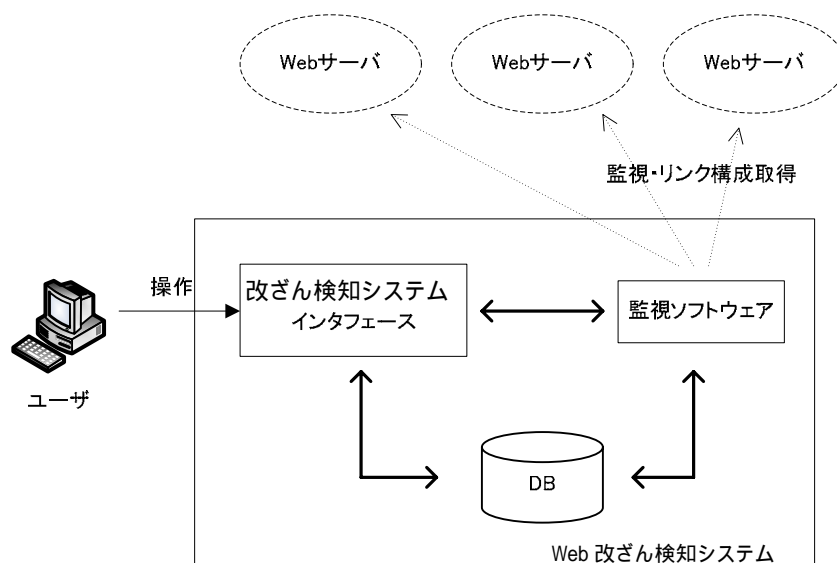 Webサーバ
Webサーバ
Webサーバ
監視・リンク構成取得
操作
改ざん検知システム
インタフェース
監視ソフトウェア
ユーザ
DB
Web 改ざん検知システム